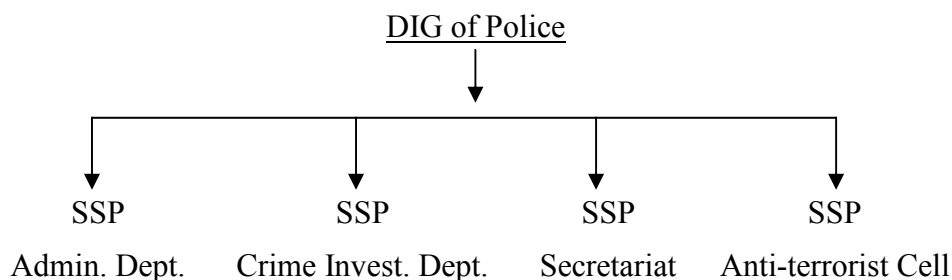 DIG of Police
SSP SSP SSP SSP
Admin. Dept. Crime Invest. Dept. Secretariat Anti-terrorist Cell